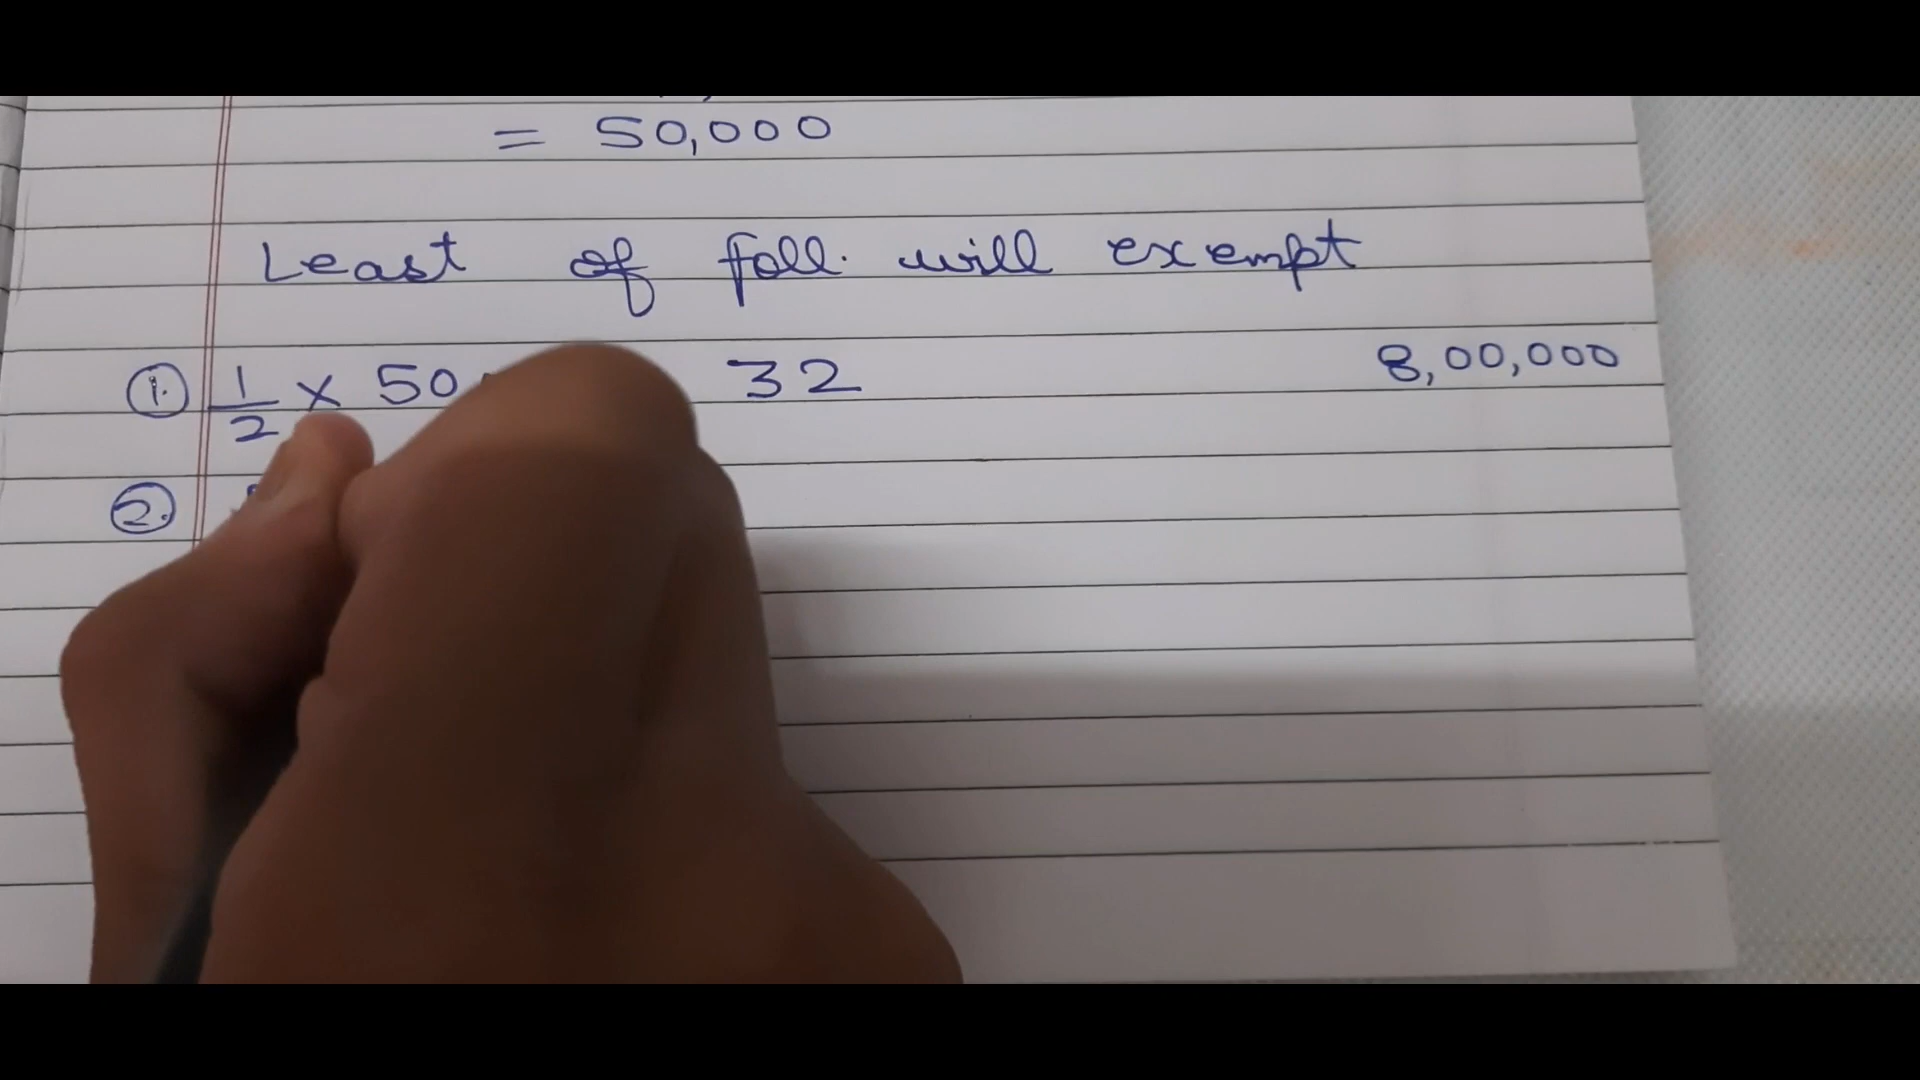 = 50,000
Least of foll. will exempt
1. 1/2 × 50 32 8,00,000
2.